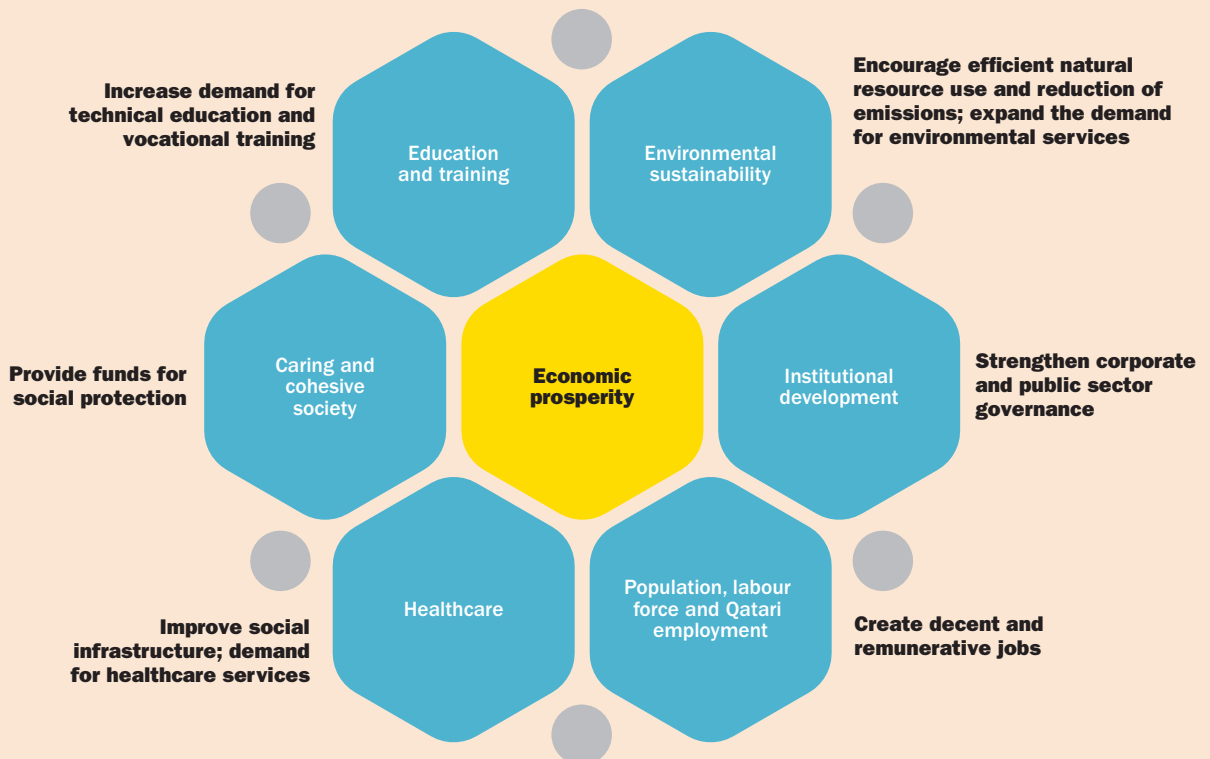 Increase demand for
technical education and
vocational training
Education
and training
Environmental
sustainability
Encourage efficient natural
resource use and reduction of
emissions; expand the demand
for environmental services
Provide funds for
social protection
Caring and
cohesive
society
Economic
prosperity
Institutional
development
Strengthen corporate
and public sector
governance
Improve social
infrastructure; demand
for healthcare services
Healthcare
Population, labour
force and Qatari
employment
Create decent and
remunerative jobs